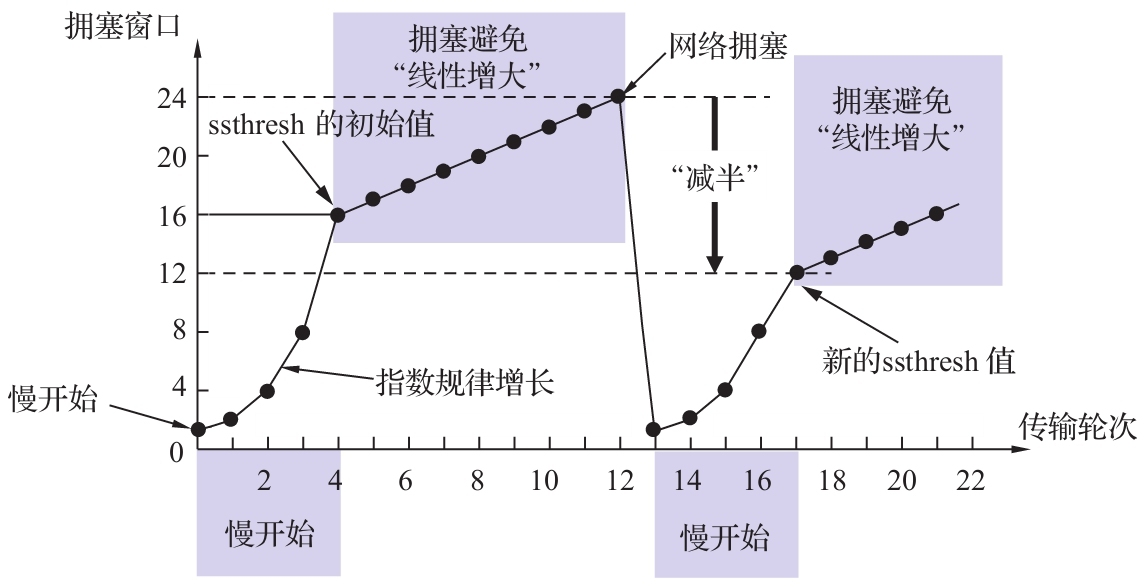 拥塞窗口
拥塞避免
“线性增大”
网络拥塞
拥塞避免
“线性增大”
24
ssthresh 的初始值
20
“减半”
16
12
8
新的ssthresh 值
4
指数规律增长
慢开始
0
传输轮次
2 4 6 8 10 12 14 16 18 20 22
慢开始
慢开始